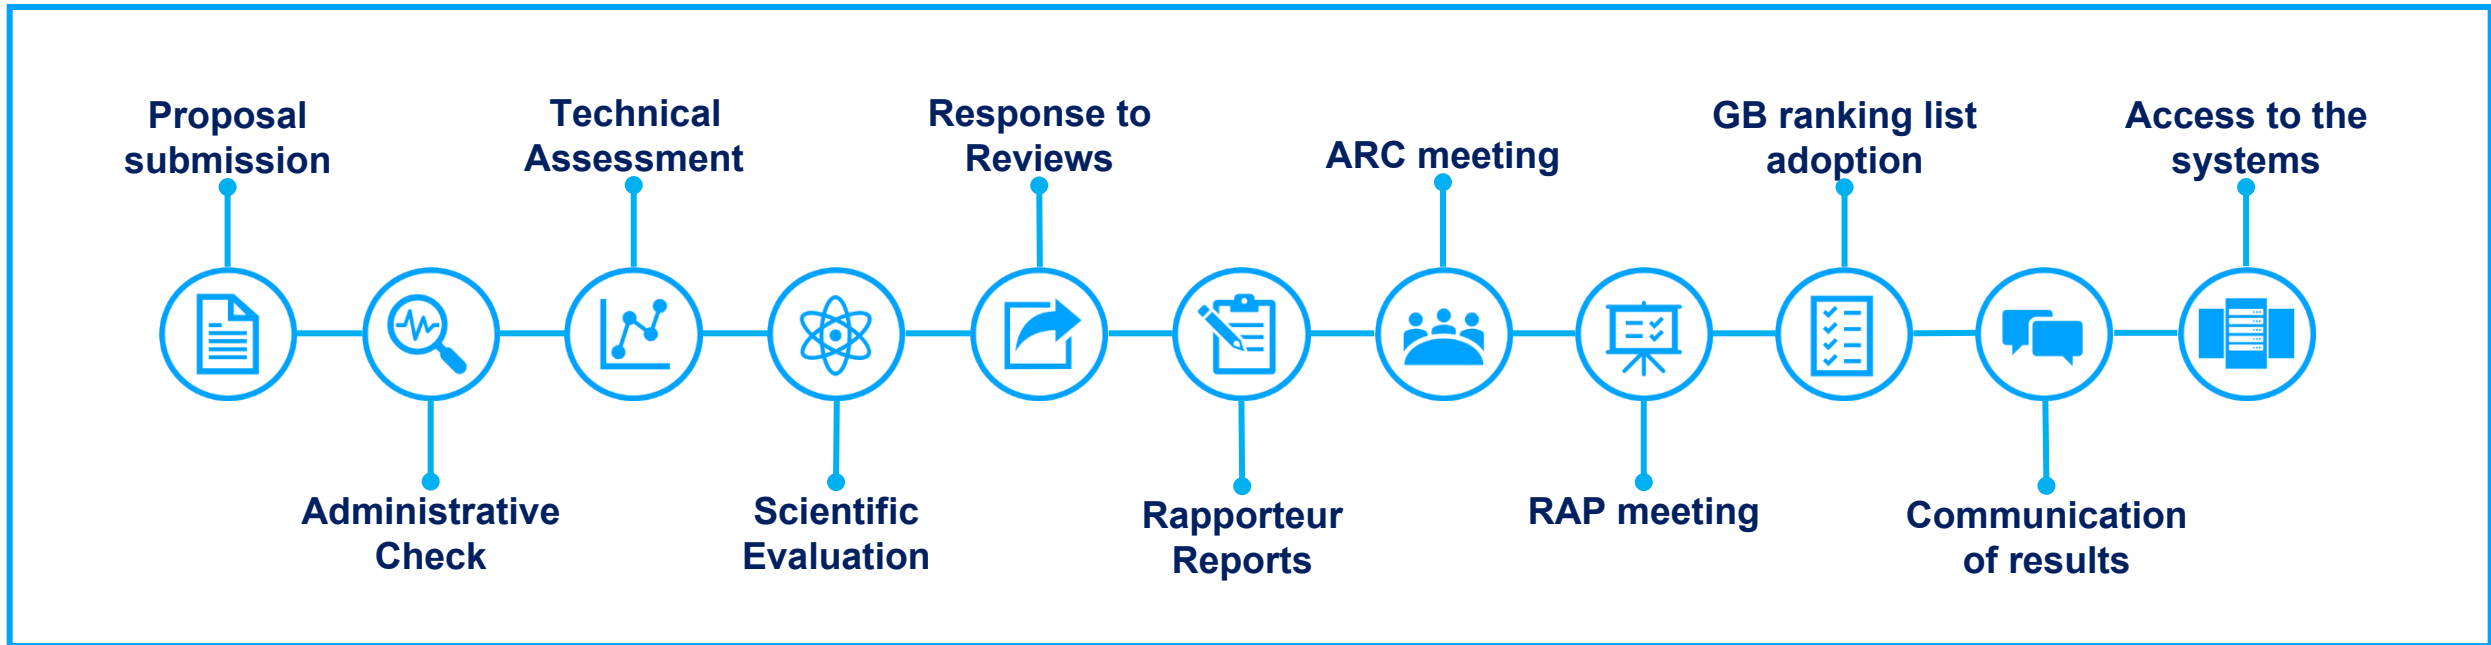 Proposal
submission
Administrative
Check
Technical
Assessment
Scientific
Evaluation
Response to
Reviews
Rapporteur
Reports
ARC meeting
RAP meeting
GB ranking list
adoption
Communication
of results
Access to the
systems